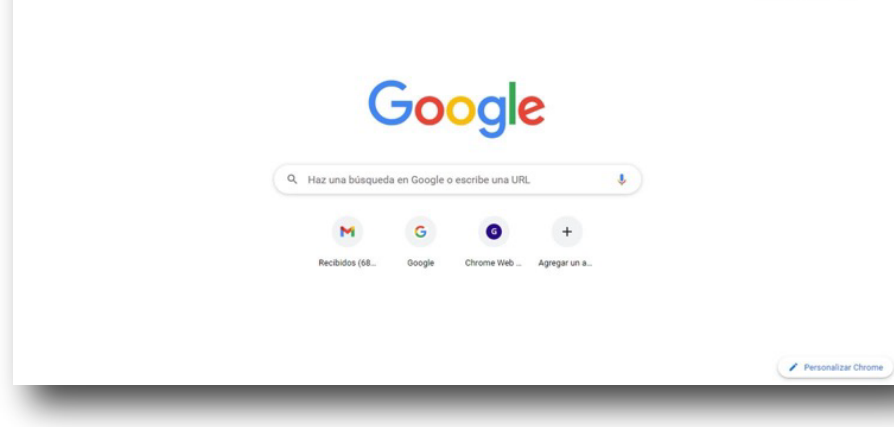 Google
Haz una búsqueda en Google o escribe una URL
G
Recibidos (68...
Google
Chrome Web ...
Agregar un a...
Personalizar Chrome